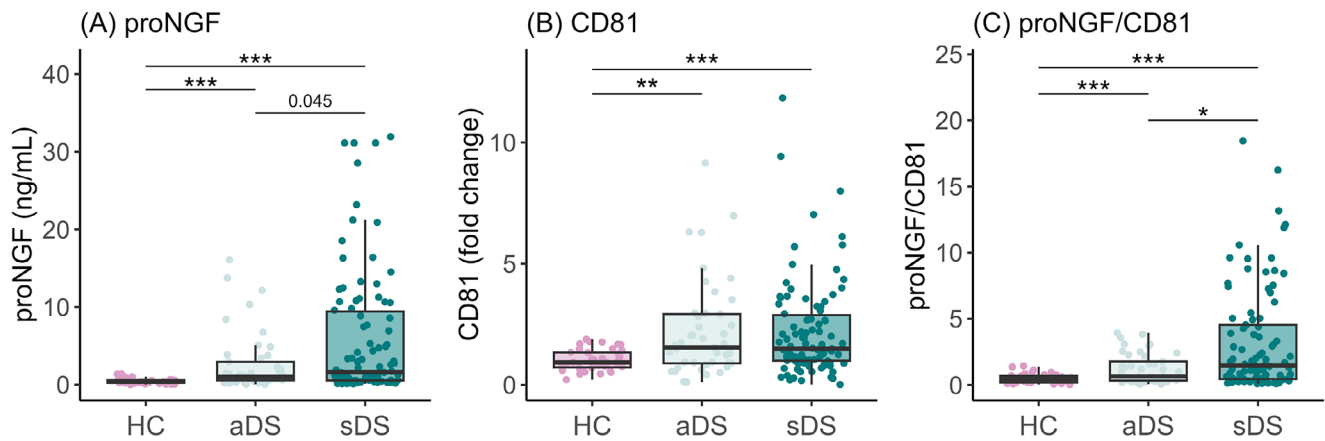 (A) proNGF
proNGF (ng/mL)
40
30
20
10
0
***
***
0.045
HC aDS sDS
(B) CD81
CD81 (fold change)
10
5
0
***
**
HC aDS sDS
(C) proNGF/CD81
proNGF/CD81
25
20
15
10
5
0
***
***
*
HC aDS sDS